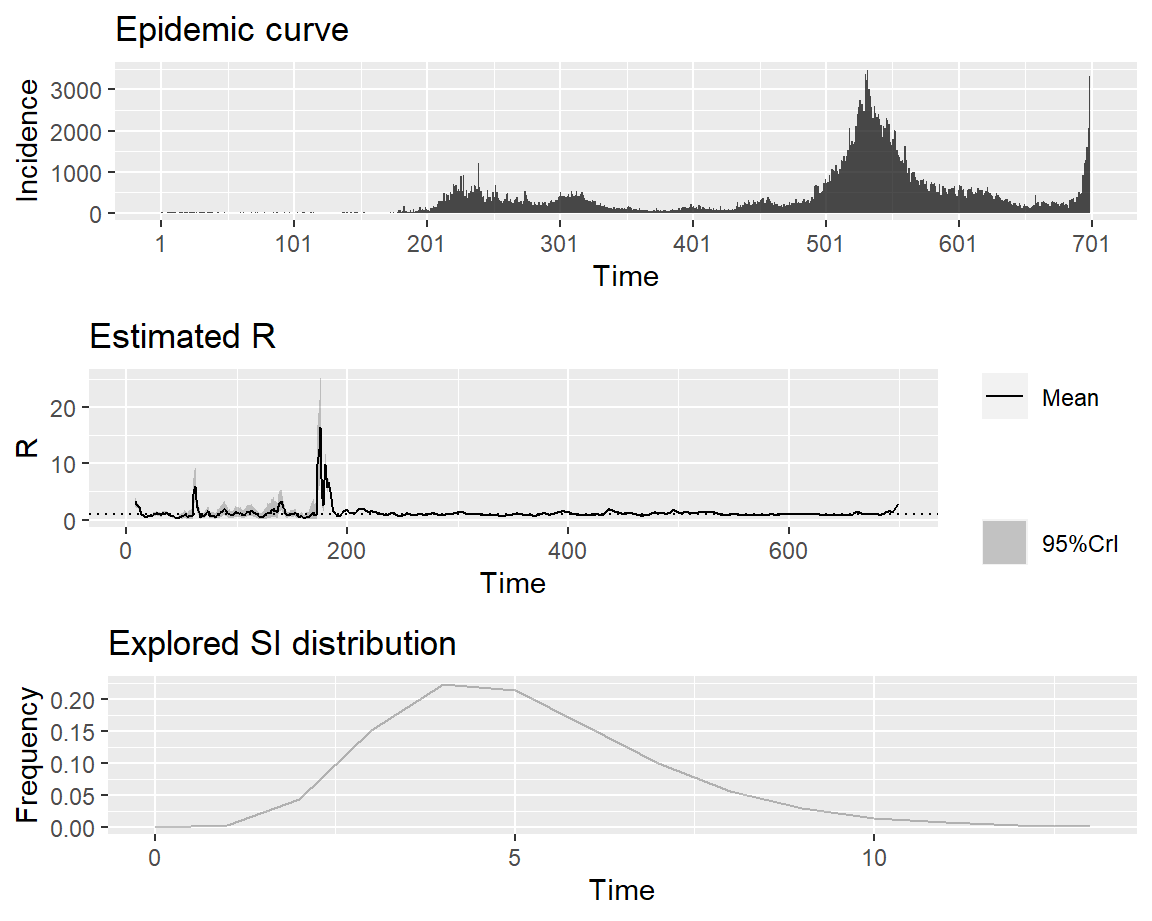 Epidemic curve
Incidence
3000
2000
1000
0
1 101 201 301 401 501 601 701
Time
Estimated R
R
20
10
0
0 200 400 600
Time
Mean
95%CrI
Explored SI distribution
Frequency
0.20
0.15
0.10
0.05
0.00
0 5 10
Time